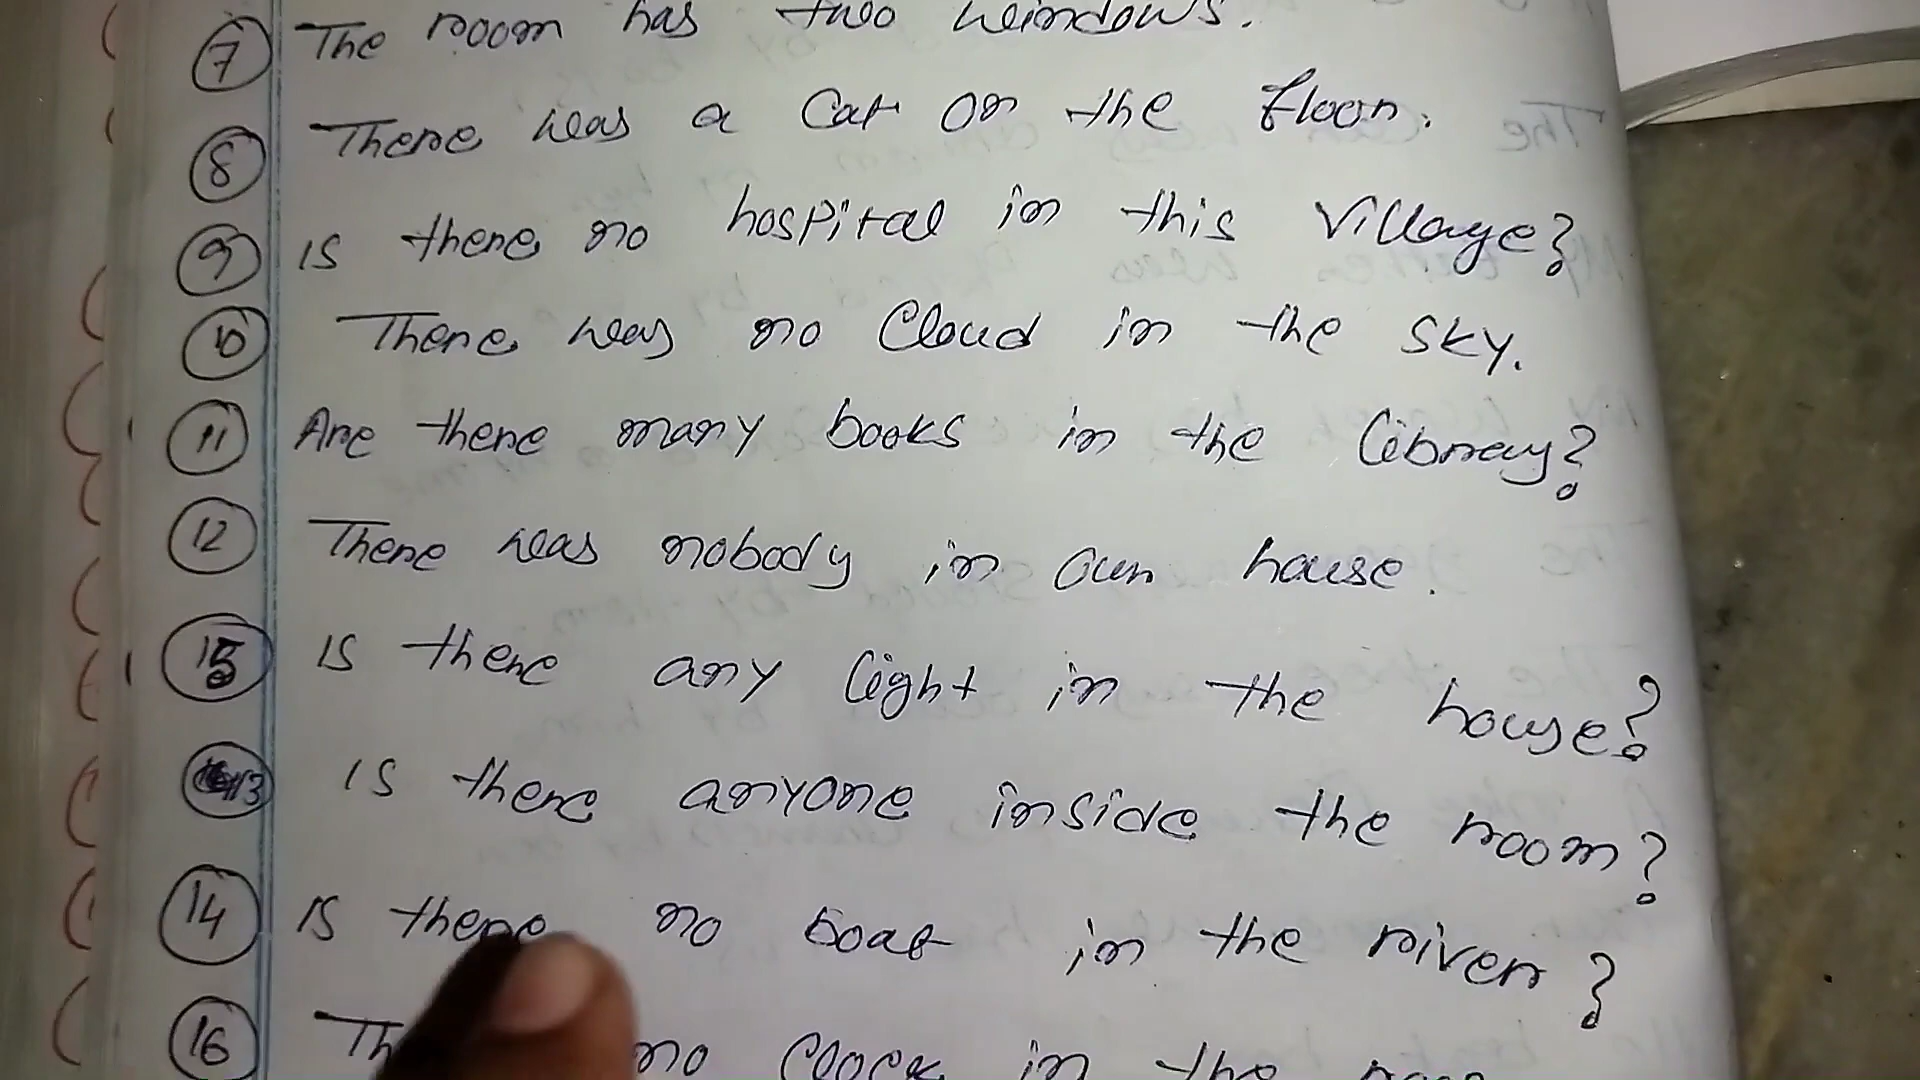 7 The room has two windows.
8 There was a Cat on the floor.
9 is there no hospital in this Village?
10 There was no Cloud in the sky.
11 Are there many books in the library?
12 There was nobody in our house.
15 is there any light in the house?
13 is there anyone inside the room?
14 is there no boat in the river?
16 no Clock in the